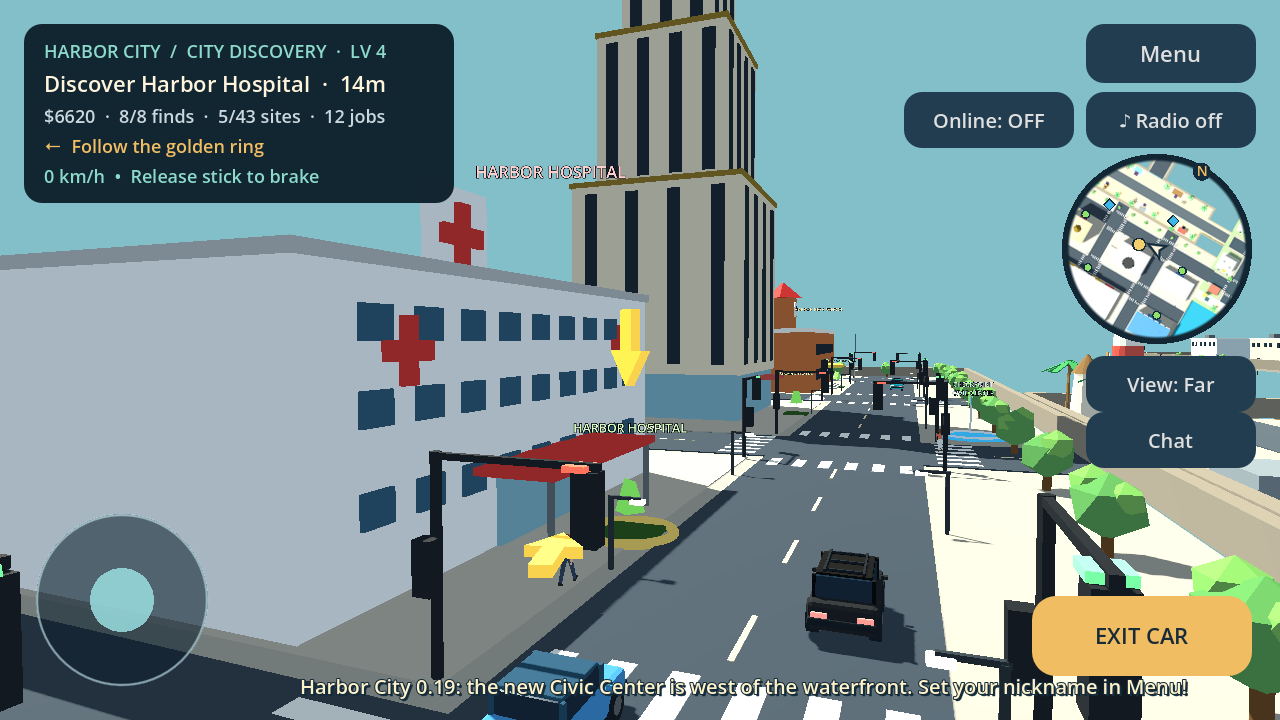 HARBOR CITY / CITY DISCOVERY · LV 4
Discover Harbor Hospital · 14m
$6620 · 8/8 finds · 5/43 sites · 12 jobs
← Follow the golden ring
0 km/h • Release stick to brake
Menu
Online: OFF
♪ Radio off
N
HARBOR HOSPITAL
View: Far
Chat
HARBOR HOSPITAL
EXIT CAR
Harbor City 0.19: the new Civic Center is west of the waterfront. Set your nickname in Menu!